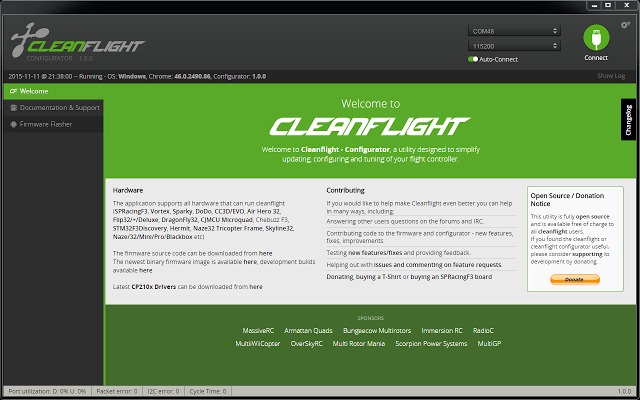 CLEANFLIGHT
CONFIGURATOR 1.0.0
COM48
115200
Auto-Connect
Connect
2015-11-11 @ 21:38:00 -- Running - OS: Windows, Chrome: 46.0.2490.86, Configurator: 1.0.0
Show Log
Welcome
Documentation & Support
Firmware Flasher
Changelog
Welcome to
CLEANFLIGHT
Welcome to Cleanflight - Configurator, a utility designed to simplify
updating, configuring and tuning of your flight controller.
Hardware
The application supports all hardware that can run cleanflight
(SPRacingF3, Vortex, Sparky, DoDo, CC3D/EVO, Air Hero 32,
Flip32/+/Deluxe, DragonFly32, CJMCU Microquad, Chebuzz F3,
STM32F3Discovery, Hermit, Naze32 Tricopter Frame, Skyline32,
Naze/32/Mini/Pro/Blackbox etc)
The firmware source code can be downloaded from here
The newest binary firmware image is available here, development builds
available here
Latest CP210x Drivers can be downloaded from here
Contributing
If you would like to help make Cleanflight even better you can help
in many ways, including:
Answering other users questions on the forums and IRC.
Contributing code to the firmware and configurator - new features,
fixes, improvements
Testing new features/fixes and providing feedback.
Helping out with issues and commenting on feature requests.
Donating, buying a T-Shirt or buying an SPRacingF3 board
Open Source / Donation
Notice
This utility is fully open source
and is available free of charge to
all cleanflight users.
If you found the cleanflight or
cleanflight configurator useful,
please consider supporting its
development by donating.
Donate
SPONSORS
MassiveRC Armattan Quads Bungeecow Multirotors Immersion RC RadioC
MultiWiiCopter OverSkyRC Multi Rotor Mania Scorpion Power Systems MultiGP
Port utilization: D: 0% U: 0% Packet error: 0 I2C error: 0 Cycle Time: 0
1.0.0